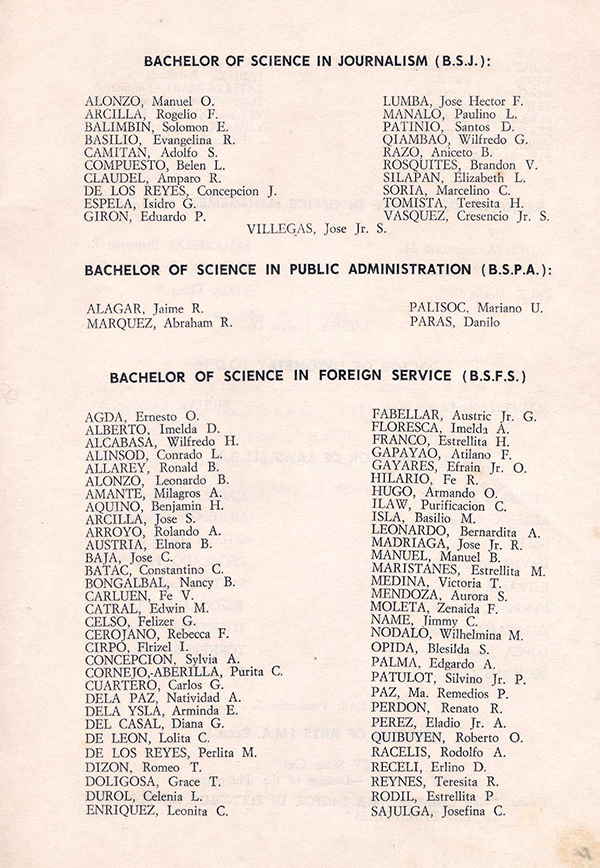 BACHELOR OF SCIENCE IN JOURNALISM (B.S.J.):
ALONZO, Manuel O.
ARCILLA, Rogelio F.
BALIMBIN, Solomon E.
BASILIO, Evangelina R.
CAMITAN, Adolfo S.
COMPUESTO, Belen L.
CLAUDEL, Amparo R.
DE LOS REYES, Concepcion J.
ESPELA, Isidro G.
GIRON, Eduardo P.
LUMBA, Jose Hector F.
MANALO, Paulino L.
PATINIO, Santos D.
QIAMBAO, Wilfredo G.
RAZO, Aniceto B.
ROSQUITES, Brandon V.
SILAPAN, Elizabeth L.
SORIA, Marcelino C.
TOMISTA, Teresita H.
VASQUEZ, Cresencio Jr. S.
VILLEGAS, Jose Jr. S.
BACHELOR OF SCIENCE IN PUBLIC ADMINISTRATION (B.S.P.A.):
ALAGAR, Jaime R.
MARQUEZ, Abraham R.
PALISOC, Mariano U.
PARAS, Danilo
BACHELOR OF SCIENCE IN FOREIGN SERVICE (B.S.F.S.)
AGDA, Ernesto O.
ALBERTO, Imelda D.
ALCABASA, Wilfredo H.
ALINSOD, Conrado L.
ALLAREY, Ronald B.
ALONZO, Leonardo B.
AMANTE, Milagros A.
AQUINO, Benjamin H.
ARCILLA, Jose S.
ARROYO, Rolando A.
AUSTRIA, Elnora B.
BAJA, Jose C.
BATAC, Constantino C.
BONGALBAL, Nancy B.
CARLUEN, Fe V.
CATRAL, Edwin M.
CELSO, Felizer G.
CEROJANO, Rebecca F.
CIRPO, Flrizel I.
CONCEPCION, Sylvia A.
CORNEJO,-ABERILLA, Purita C.
CUARTERO, Carlos G.
DELA PAZ, Natividad A.
DELA YSLA, Arminda E.
DEL CASAL, Diana G.
DE LEON, Lolita C.
DE LOS REYES, Perlita M.
DIZON, Romeo T.
DOLIGOSA, Grace T.
DUROL, Celenia L.
ENRIQUEZ, Leonita C.
FABELLAR, Austric Jr. G.
FLORESCA, Imelda A.
FRANCO, Estrellita H.
GAPAYAO, Atilano F.
GAYARES, Efrain Jr. O.
HILARIO, Fe R.
HUGO, Armando O.
ILAW, Purificacion C.
ISLA, Basilio M.
LEONARDO, Bernardita A.
MADRIAGA, Jose Jr. R.
MANUEL, Manuel B.
MARISTANES, Estrellita M.
MEDINA, Victoria T.
MENDOZA, Aurora S.
MOLETA, Zenaida F.
NAME, Jimmy C.
NODALO, Wilhelmina M.
OPIDA, Blesilda S.
PALMA, Edgardo A.
PATULOT, Silvino Jr. P.
PAZ, Ma. Remedios P.
PERDON, Renato R.
PEREZ, Eladio Jr. A.
QUIBUYEN, Roberto O.
RACELIS, Rodolfo A.
RECELI, Erlino D.
REYNES, Teresita R.
RODIL, Estrellita P
SAJULGA, Josefina C.